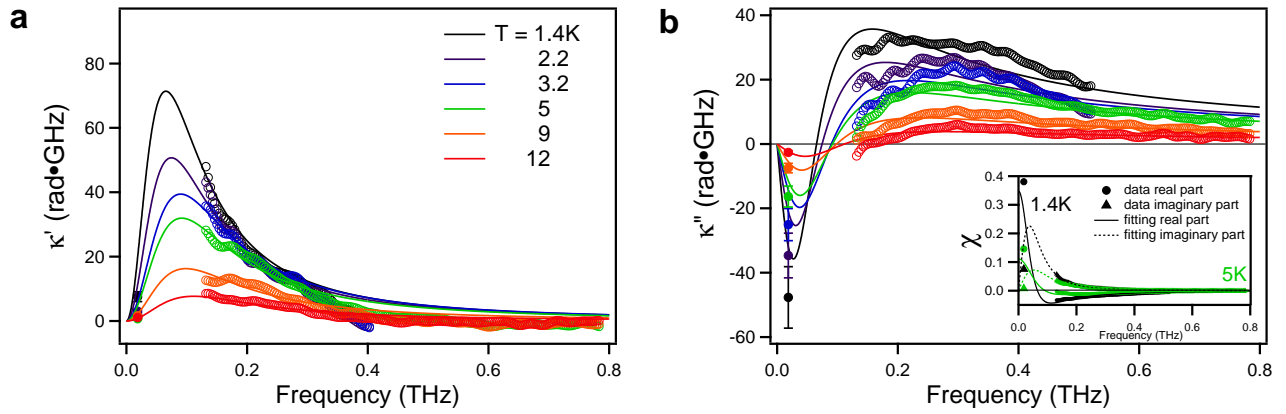 a
κ' (rad•GHz)
80
60
40
20
0
T = 1.4K
2.2
3.2
5
9
12
0.0
0.2
0.4
0.6
0.8
Frequency (THz)
b
κ" (rad•GHz)
40
20
0
-20
-40
-60
0.0
0.2
0.4
0.6
0.8
Frequency (THz)
χ
0.4
0.3
0.2
0.1
0.0
1.4K
data real part
data imaginary part
fitting real part
fitting imaginary part
5K
0.0
0.2
0.4
0.6
0.8
Frequency (THz)